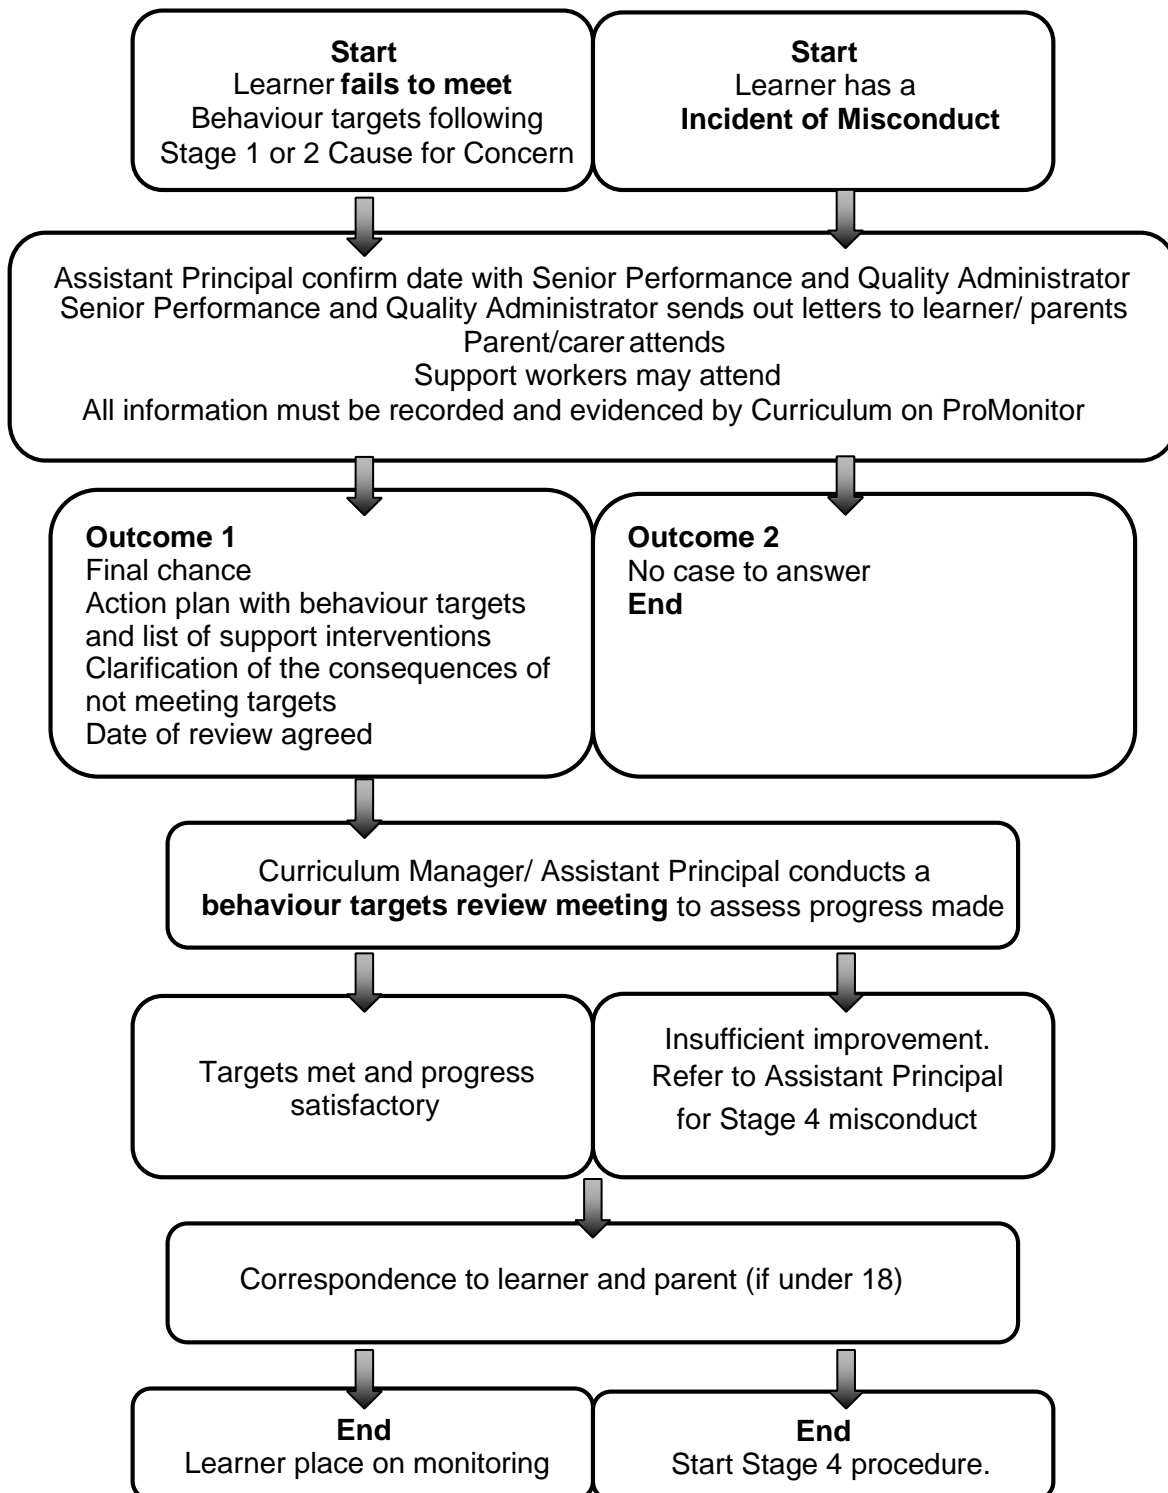 Start
Learner fails to meet
Behaviour targets following
Stage 1 or 2 Cause for Concern
Start
Learner has a
Incident of Misconduct
Assistant Principal confirm date with Senior Performance and Quality Administrator
Senior Performance and Quality Administrator sends out letters to learner/ parents.
Parent/carer attends
Support workers may attend
All information must be recorded and evidenced by Curriculum on ProMonitor
Outcome 1
Final chance
Action plan with behaviour targets
and list of support interventions
Clarification of the consequences of
not meeting targets
Date of review agreed
Outcome 2
No case to answer
End
Curriculum Manager/ Assistant Principal conducts a
behaviour targets review meeting to assess progress made
Targets met and progress
satisfactory
Insufficient improvement.
Refer to Assistant Principal
for Stage 4 misconduct
Correspondence to learner and parent (if under 18)
End
Learner place on monitoring
End
Start Stage 4 procedure.